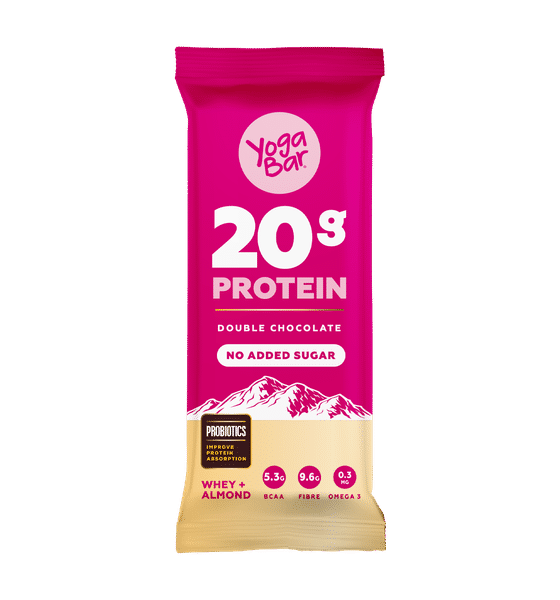 Yoga
Bar
20g
PROTEIN
DOUBLE CHOCOLATE
NO ADDED SUGAR
PROBIOTICS
IMPROVE
PROTEIN
ABSORPTION
WHEY +
ALMOND
5.3G
BCAA
9.6G
FIBRE
0.3
MG
OMEGA 3